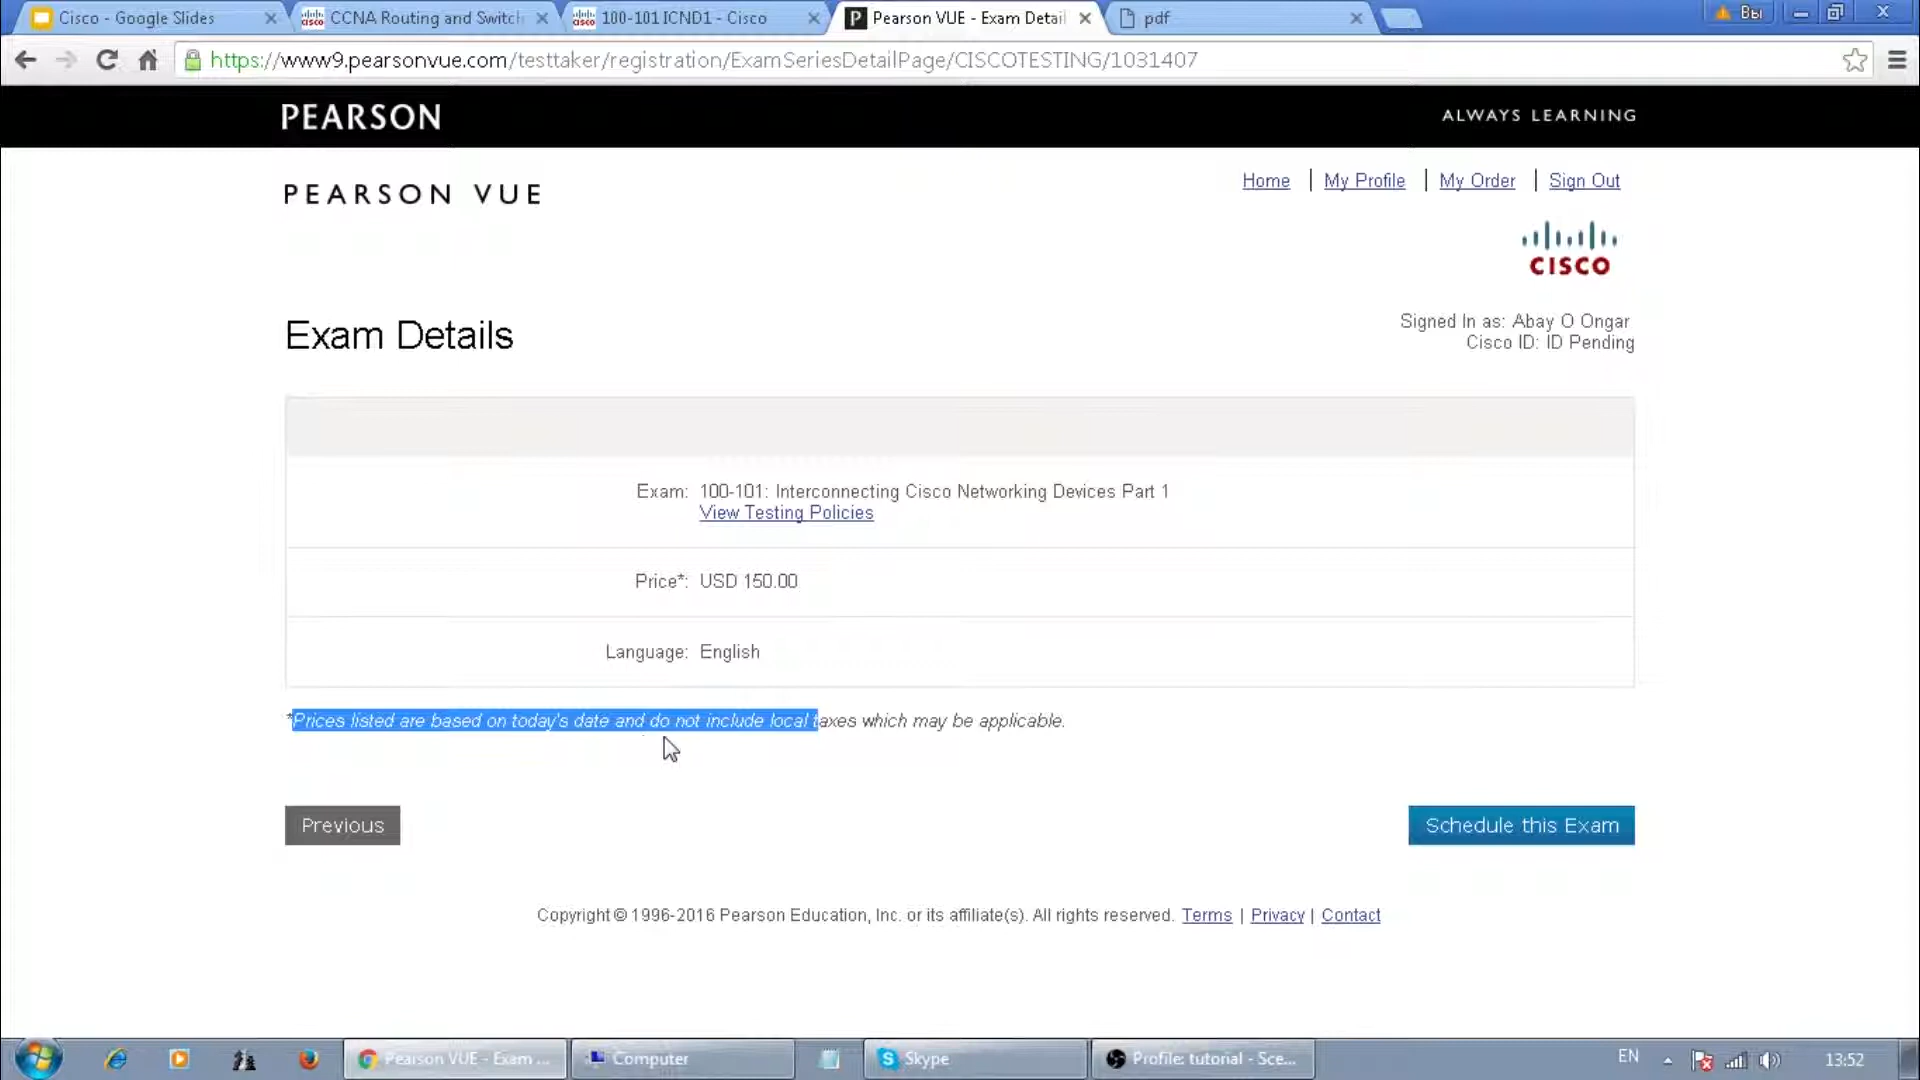 Cisco - Google Slides
CCNA Routing and Switch
100-101 ICND1 - Cisco
Pearson VUE - Exam Detail
pdf
Вы
https://www9.pearsonvue.com/testtaker/registration/ExamSeriesDetailPage/CISCOTESTING/1031407
PEARSON
ALWAYS LEARNING
PEARSON VUE
Home | My Profile | My Order | Sign Out
CISCO
Exam Details
Signed In as: Abay O Ongar
Cisco ID: ID Pending
Exam: 100-101: Interconnecting Cisco Networking Devices Part 1
View Testing Policies
Price*: USD 150.00
Language: English
*Prices listed are based on today's date and do not include local taxes which may be applicable.
Previous
Schedule this Exam
Copyright © 1996-2016 Pearson Education, Inc. or its affiliate(s). All rights reserved. Terms | Privacy | Contact
Pearson VUE - Exam ...
Computer
Skype
Profile: tutorial - Sce...
EN
13:52